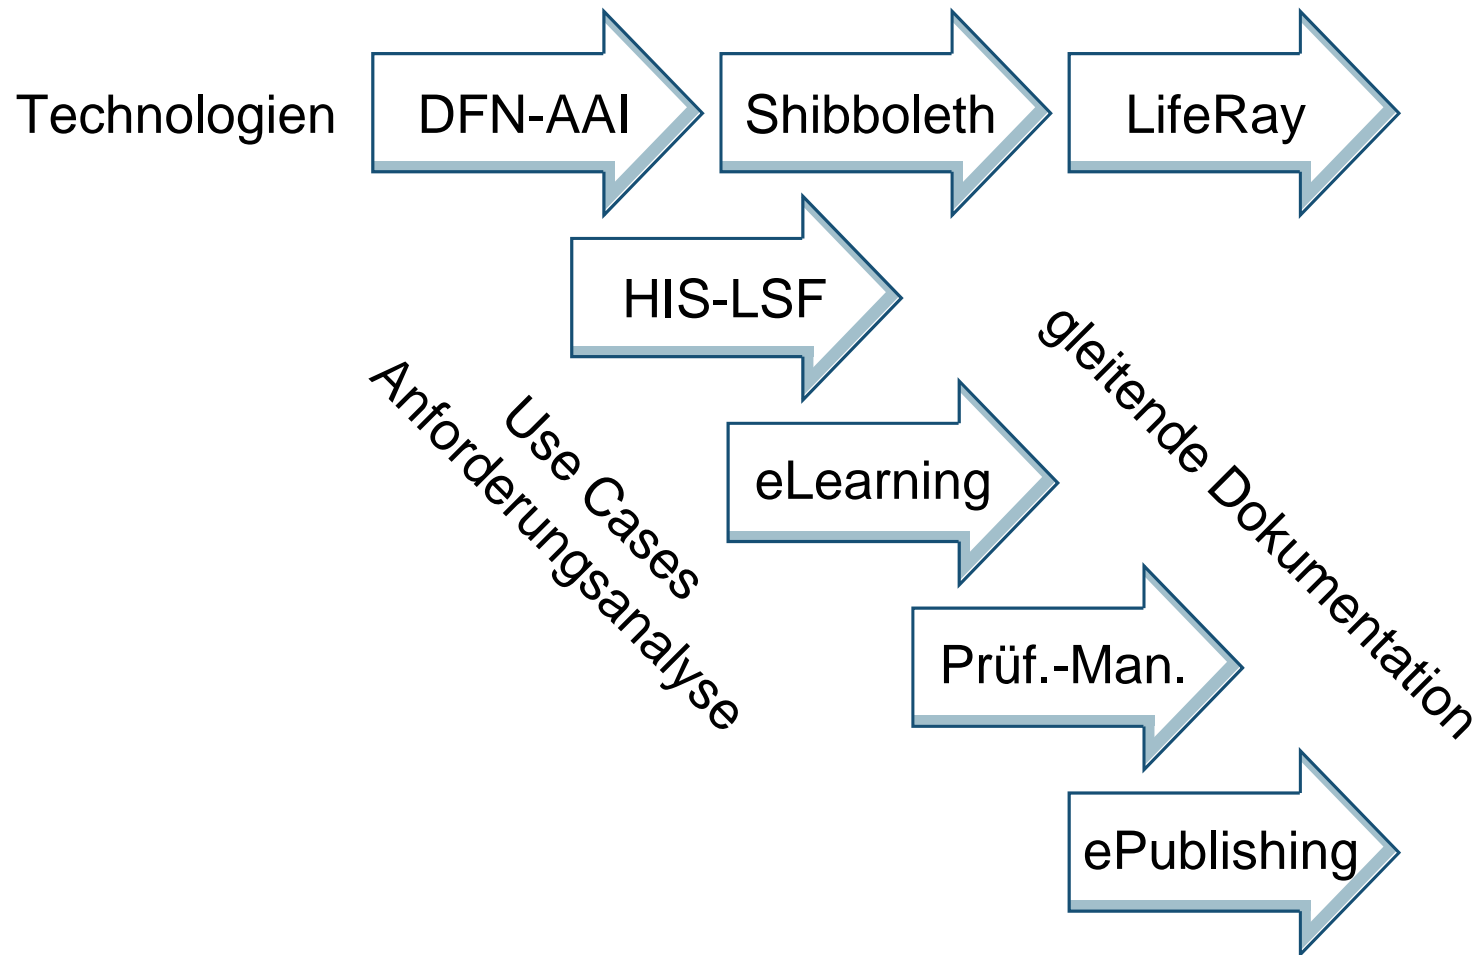 Technologien
DFN-AAI
Shibboleth
LifeRay
HIS-LSF
Use Cases
Anforderungsanalyse
gleitende Dokumentation
eLearning
Prüf.-Man.
ePublishing